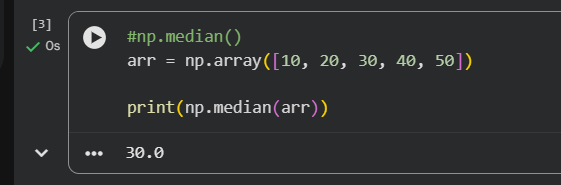 [3]
0s
#np.median()
arr = np.array([10, 20, 30, 40, 50])
print(np.median(arr))
30.0